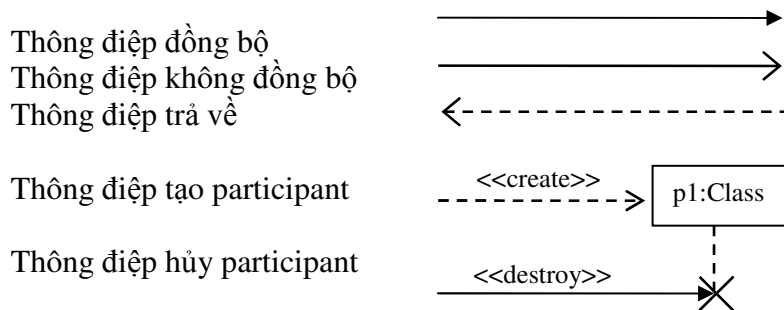 Thông điệp đồng bộ
Thông điệp không đồng bộ
Thông điệp trả về
Thông điệp tạo participant
<<create>>
p1:Class
Thông điệp hủy participant
<<destroy>>